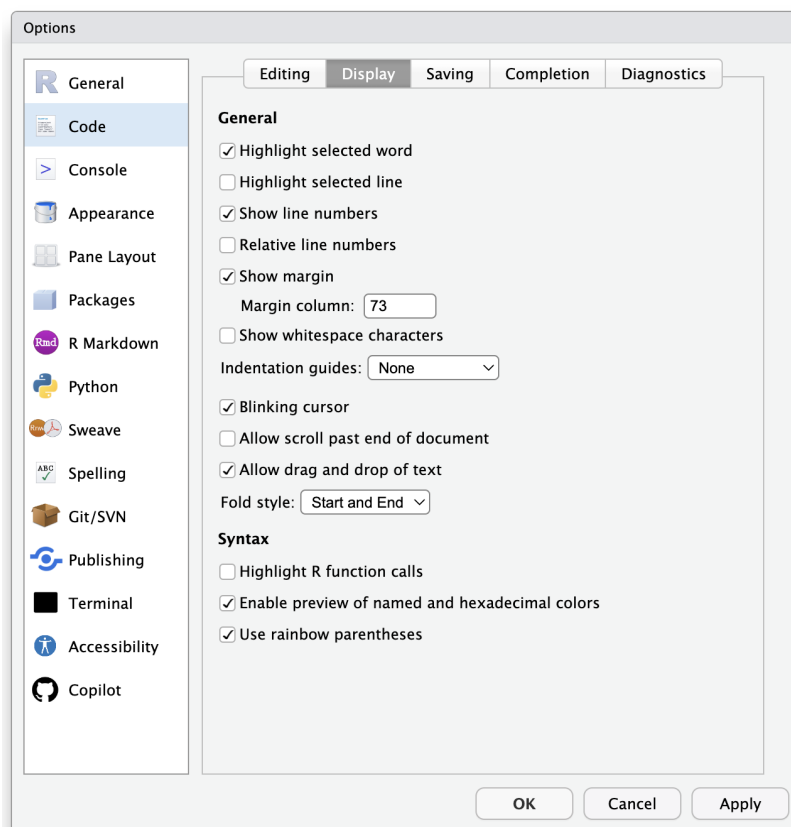 Options
General
Code
Console
Appearance
Pane Layout
Packages
Rmd R Markdown
Python
Rnw Sweave
ABC Spelling
Git/SVN
Publishing
Terminal
Accessibility
Copilot
Editing Display Saving Completion Diagnostics
General
Highlight selected word
Highlight selected line
Show line numbers
Relative line numbers
Show margin
Margin column: 73
Show whitespace characters
Indentation guides: None
Blinking cursor
Allow scroll past end of document
Allow drag and drop of text
Fold style: Start and End
Syntax
Highlight R function calls
Enable preview of named and hexadecimal colors
Use rainbow parentheses
OK Cancel Apply